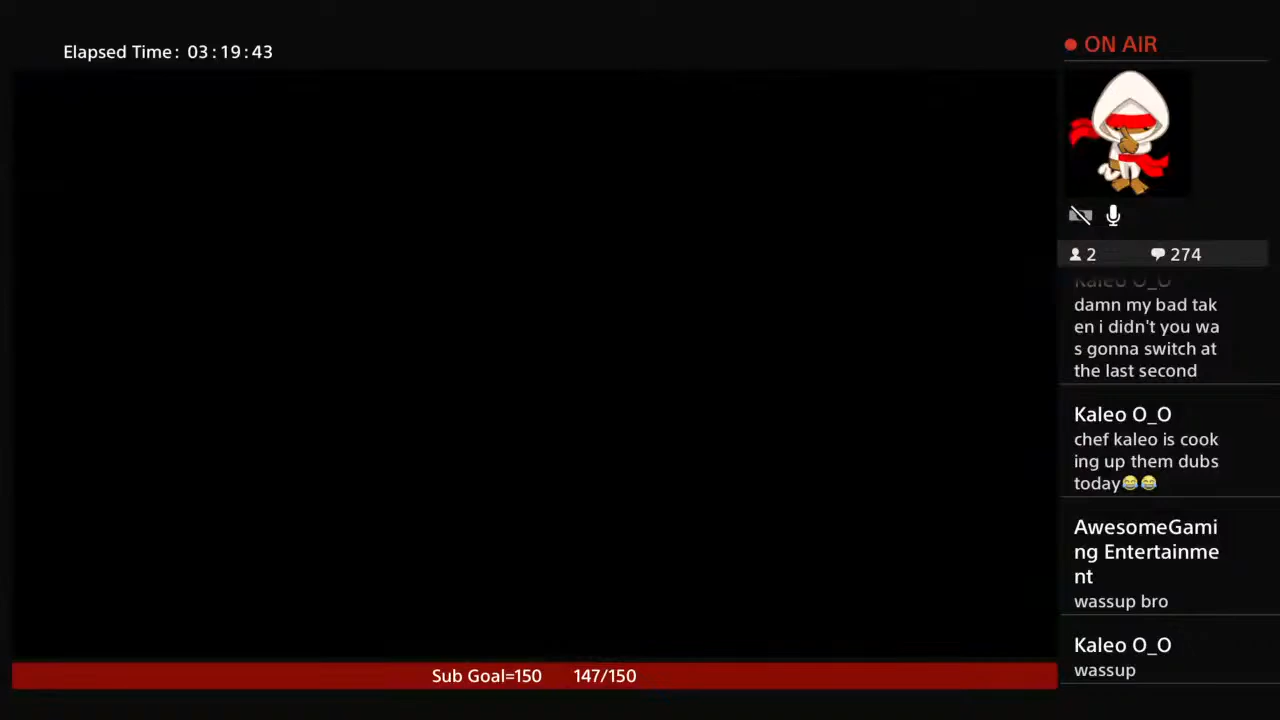 Elapsed Time: 03:19:43
ON AIR
2 274
Kaleo O_O
damn my bad tak
en i didn't you wa
s gonna switch at
the last second
Kaleo O_O
chef kaleo is cook
ing up them dubs
today😂😂
AwesomeGami
ng Entertainme
nt
wassup bro
Kaleo O_O
wassup
Sub Goal=150 147/150